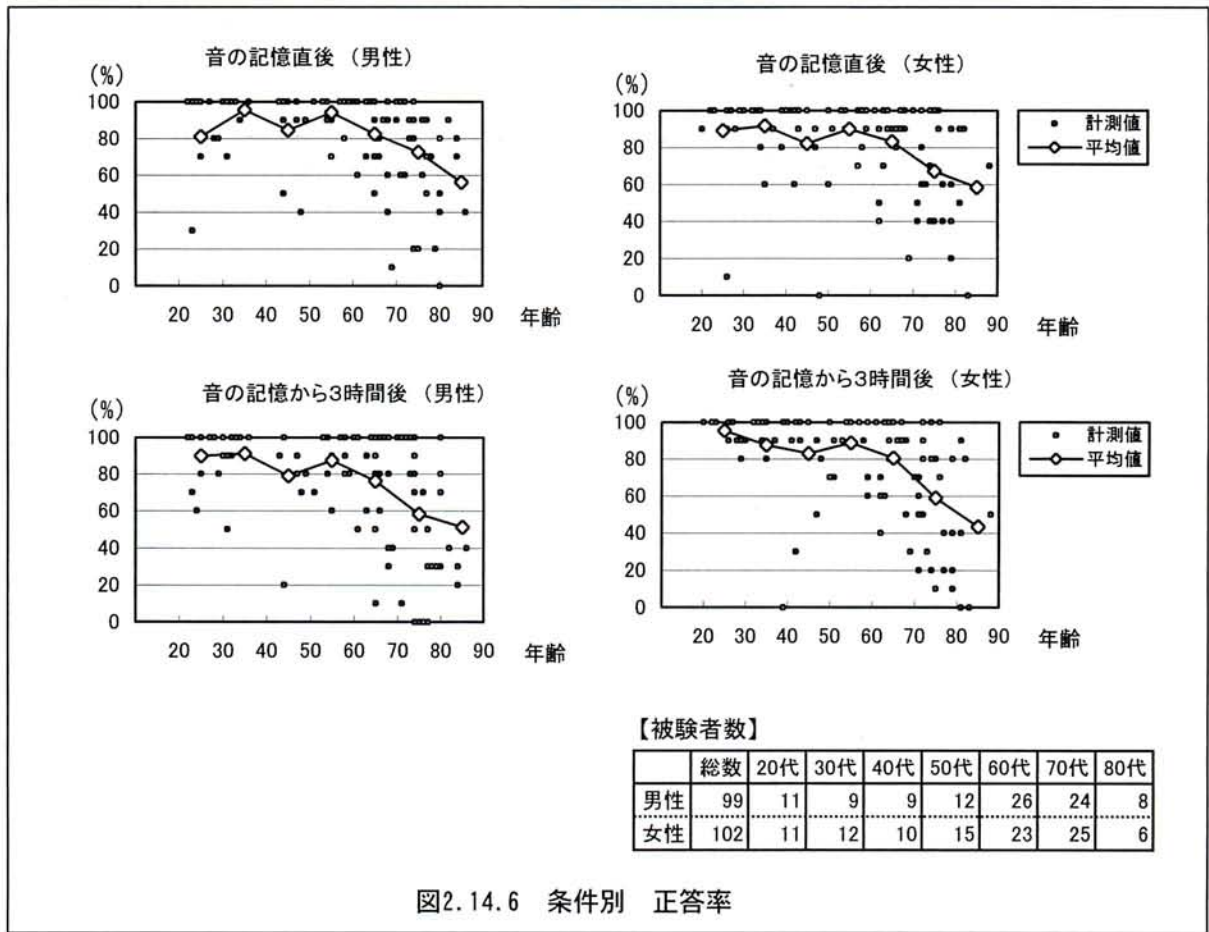 音の記憶直後 （男性）
(%)
100
80
60
40
20
0
20 30 40 50 60 70 80 90 年齢
音の記憶直後 （女性）
(%)
100
80
60
40
20
0
20 30 40 50 60 70 80 90 年齢
計測値
平均値
音の記憶から3時間後 （男性）
(%)
100
80
60
40
20
0
20 30 40 50 60 70 80 90 年齢
音の記憶から3時間後 （女性）
(%)
100
80
60
40
20
0
20 30 40 50 60 70 80 90 年齢
計測値
平均値
【被験者数】
総数 20代 30代 40代 50代 60代 70代 80代
男性 99 11 9 9 12 26 24 8
女性 102 11 12 10 15 23 25 6
図2.14.6 条件別 正答率